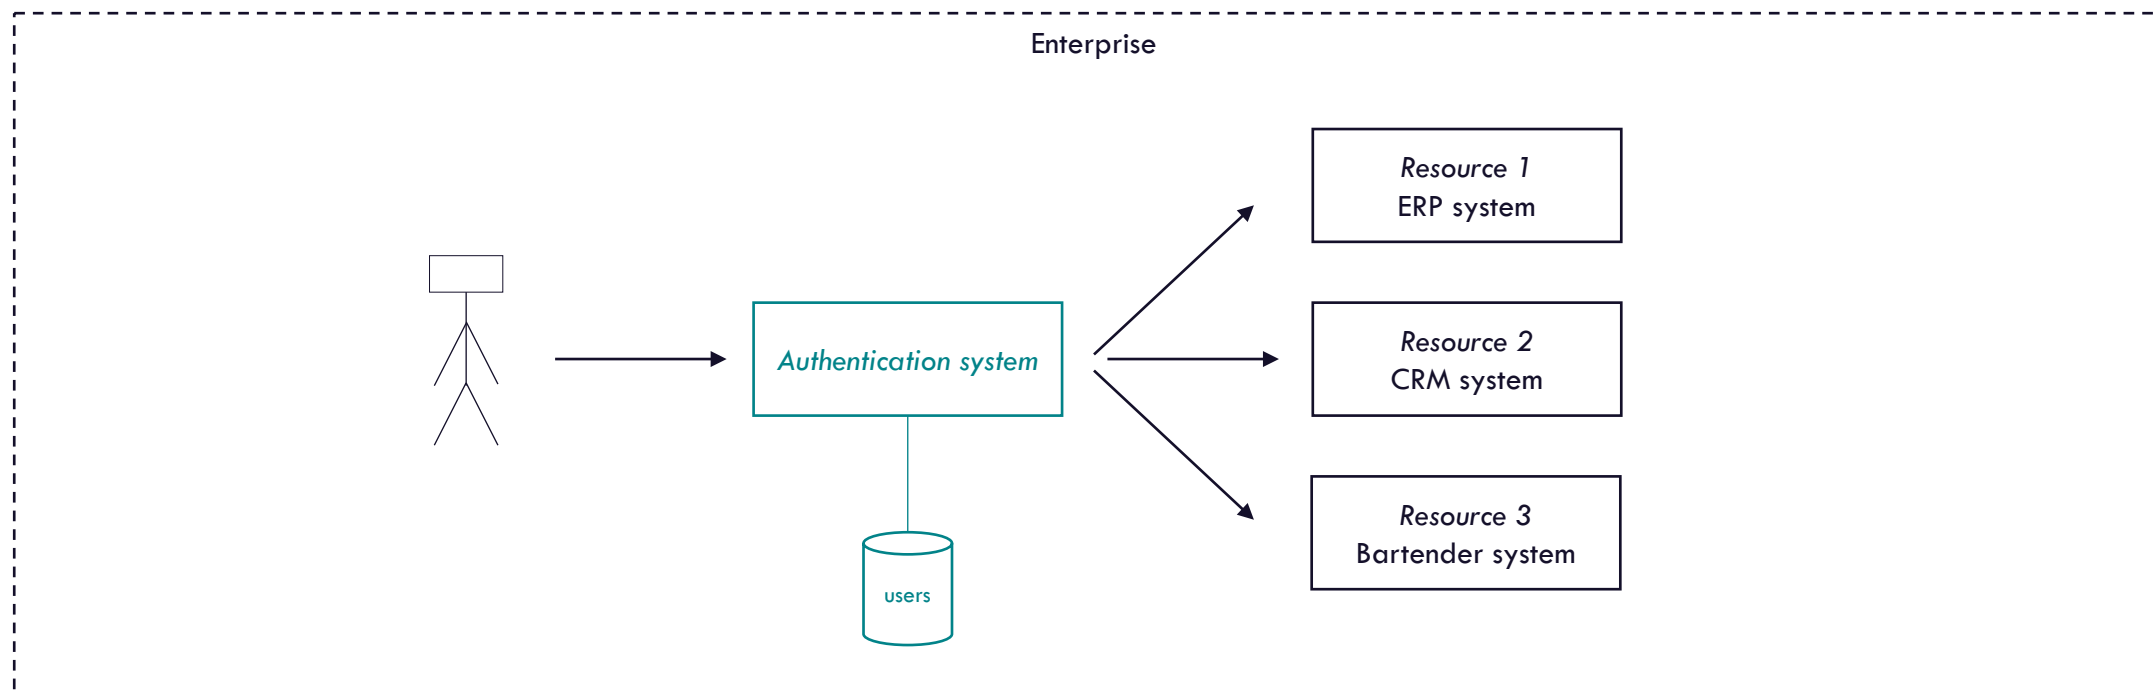 Enterprise
Resource 1
ERP system
Authentication system
Resource 2
CRM system
Resource 3
Bartender system
users